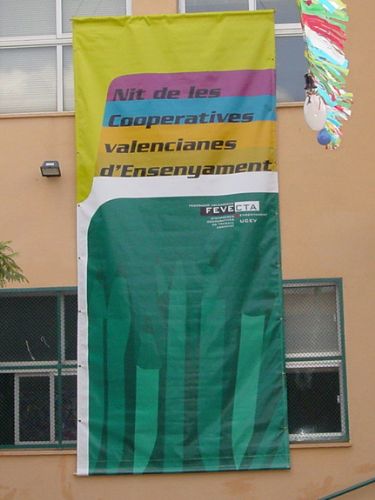 Nit de les
Cooperatives
valencianes
d'Ensenyament
FEVECTA
UCEV